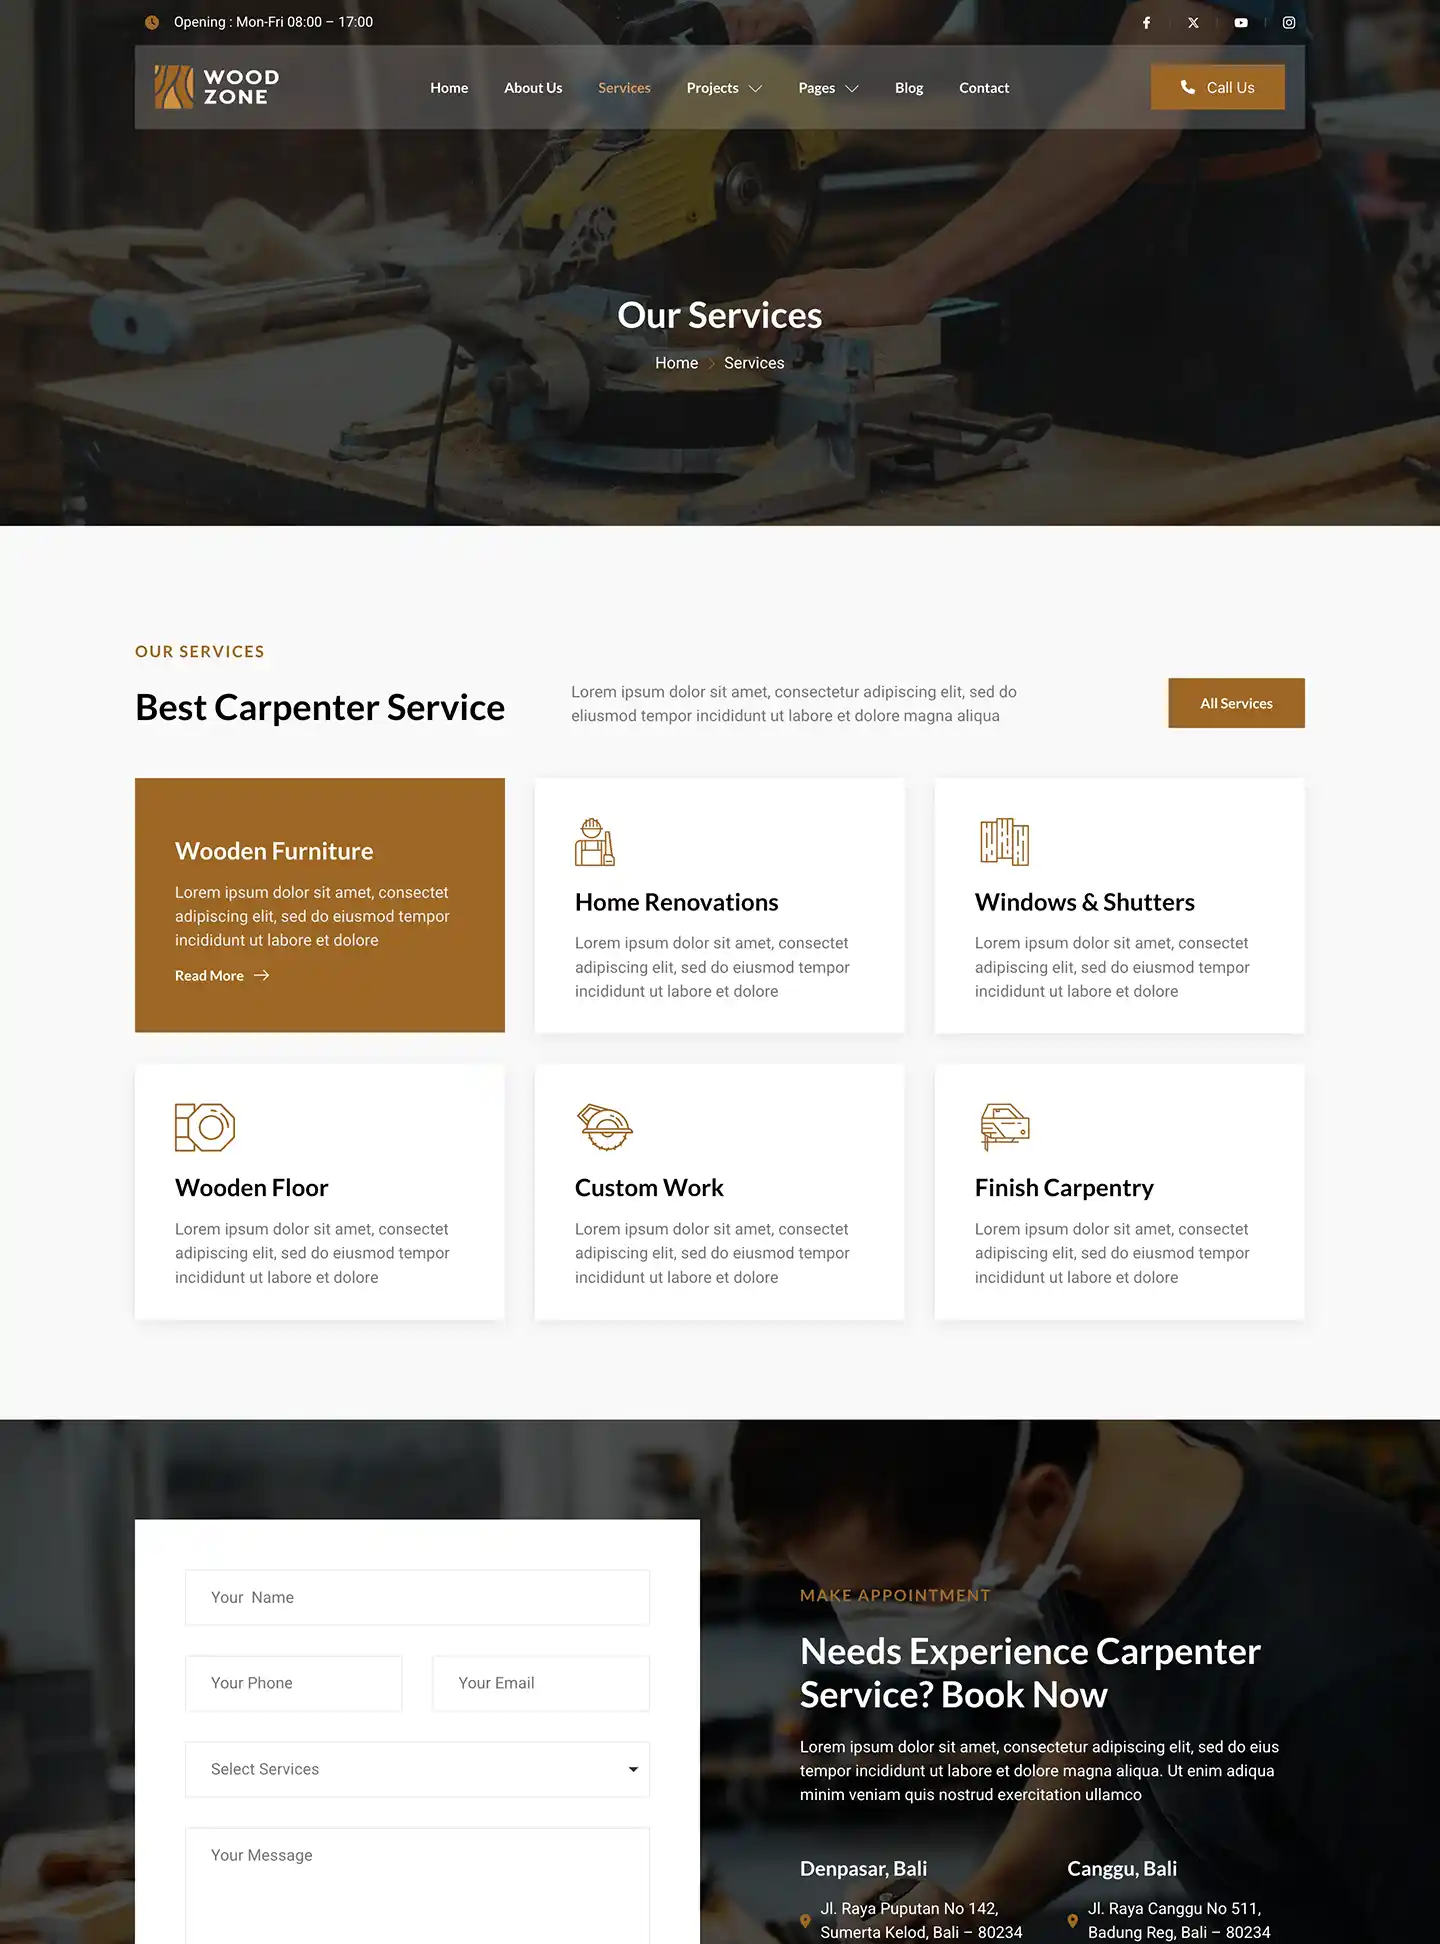 Opening : Mon-Fri 08:00 – 17:00
WOOD
ZONE
Home
About Us
Services
Projects
Pages
Blog
Contact
Call Us
Our Services
Home
Services
OUR SERVICES
Best Carpenter Service
Lorem ipsum dolor sit amet, consectetur adipiscing elit, sed do
eliusmod tempor incididunt ut labore et dolore magna aliqua
All Services
Wooden Furniture
Lorem ipsum dolor sit amet, consectet
adipiscing elit, sed do eiusmod tempor
incididunt ut labore et dolore
Read More
Home Renovations
Lorem ipsum dolor sit amet, consectet
adipiscing elit, sed do eiusmod tempor
incididunt ut labore et dolore
Windows & Shutters
Lorem ipsum dolor sit amet, consectet
adipiscing elit, sed do eiusmod tempor
incididunt ut labore et dolore
Wooden Floor
Lorem ipsum dolor sit amet, consectet
adipiscing elit, sed do eiusmod tempor
incididunt ut labore et dolore
Custom Work
Lorem ipsum dolor sit amet, consectet
adipiscing elit, sed do eiusmod tempor
incididunt ut labore et dolore
Finish Carpentry
Lorem ipsum dolor sit amet, consectet
adipiscing elit, sed do eiusmod tempor
incididunt ut labore et dolore
Your  Name
Your Phone
Your Email
Select Services
Your Message
MAKE APPOINTMENT
Needs Experience Carpenter
Service? Book Now
Lorem ipsum dolor sit amet, consectetur adipiscing elit, sed do eius
tempor incididunt ut labore et dolore magna aliqua. Ut enim adiqua
minim veniam quis nostrud exercitation ullamco
Denpasar, Bali
Jl. Raya Puputan No 142,
Sumerta Kelod, Bali – 80234
Canggu, Bali
Jl. Raya Canggu No 511,
Badung Reg, Bali – 80234